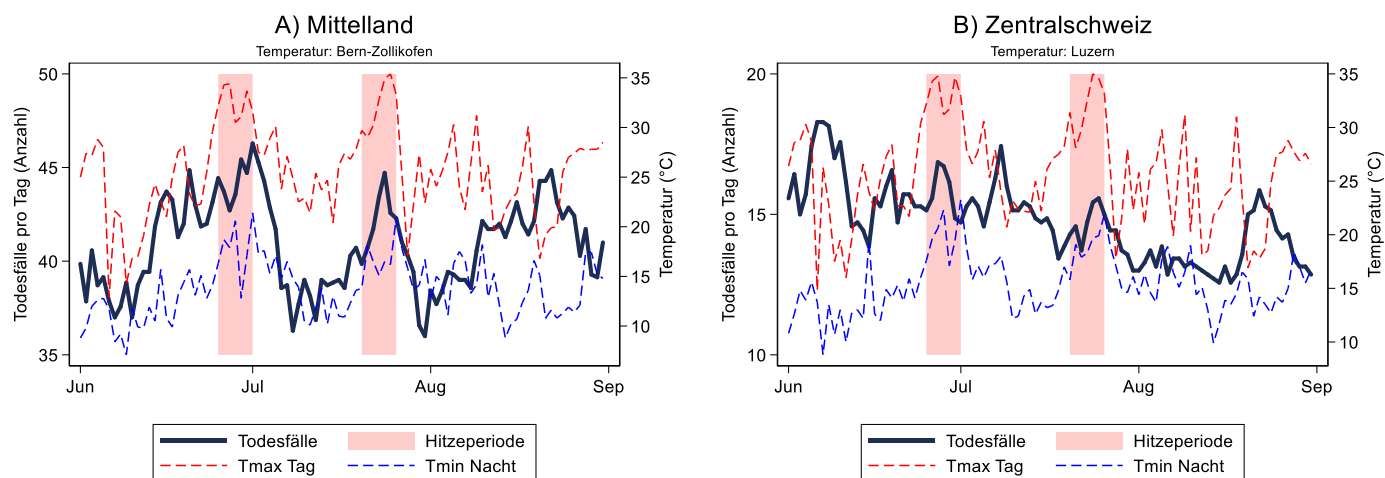 A) Mittelland
Temperatur: Bern-Zollikofen
Todesfälle pro Tag (Anzahl)
50
45
40
35
35
30
25
20
15
10
Temperatur (°C)
Jun
Jul
Aug
Sep
Todesfälle
Hitzeperiode
Tmax Tag
Tmin Nacht
B) Zentralschweiz
Temperatur: Luzern
Todesfälle pro Tag (Anzahl)
20
15
10
35
30
25
20
15
10
Temperatur (°C)
Jun
Jul
Aug
Sep
Todesfälle
Hitzeperiode
Tmax Tag
Tmin Nacht